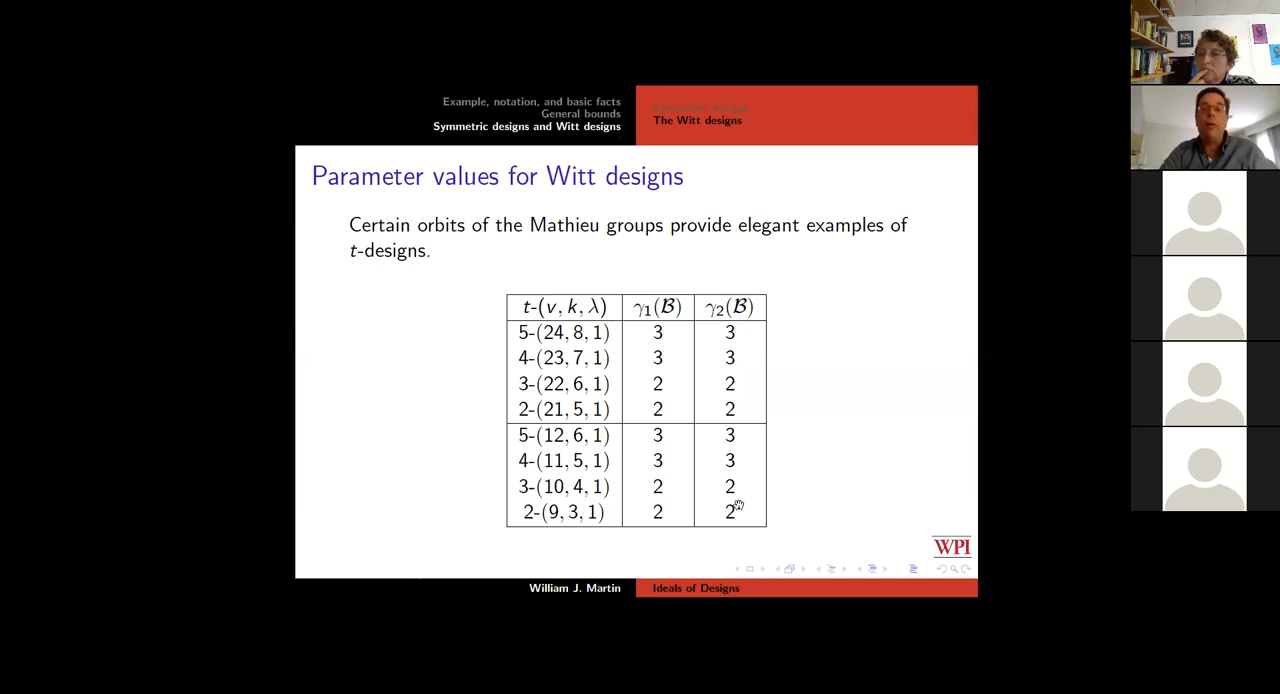 Example, notation, and basic facts
General bounds
Symmetric designs and Witt designs
Symmetric designs
The Witt designs
Parameter values for Witt designs
Certain orbits of the Mathieu groups provide elegant examples of
t-designs.
t-(v, k, λ) γ₁(ℬ) γ₂(ℬ)
5-(24, 8, 1) 3 3
4-(23, 7, 1) 3 3
3-(22, 6, 1) 2 2
2-(21, 5, 1) 2 2
5-(12, 6, 1) 3 3
4-(11, 5, 1) 3 3
3-(10, 4, 1) 2 2
2-(9, 3, 1) 2 2
WPI
William J. Martin
Ideals of Designs